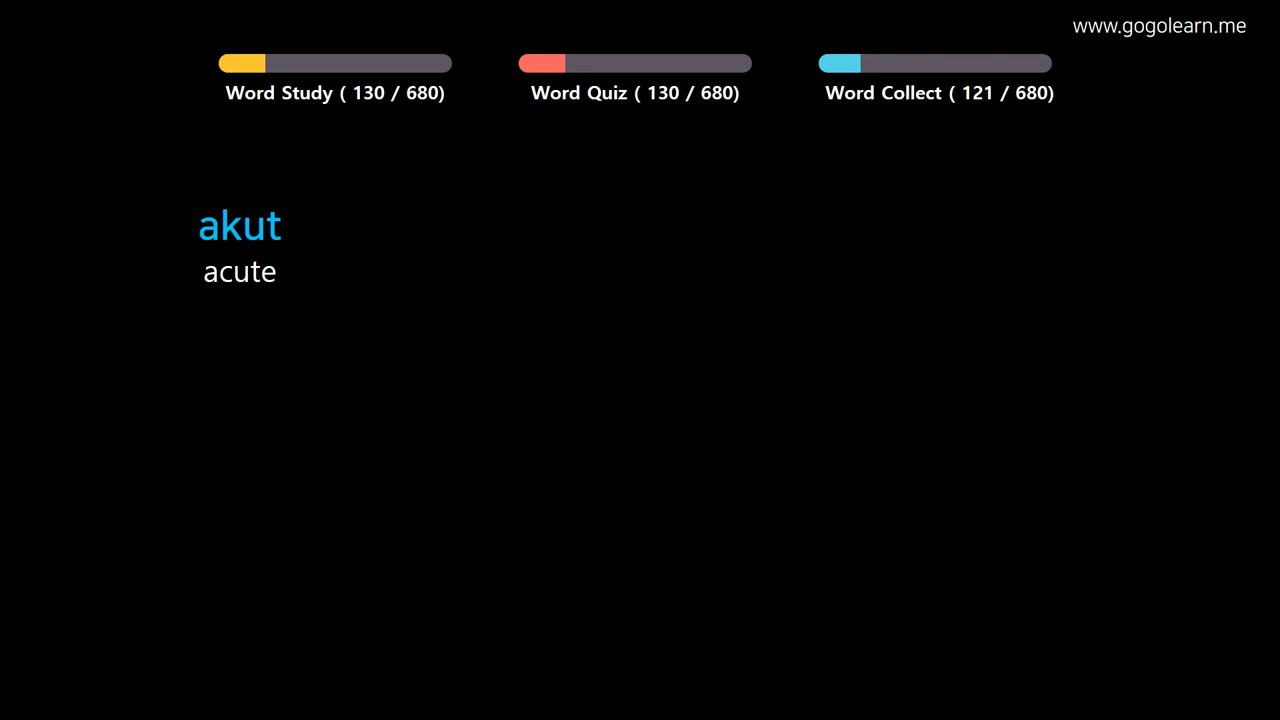 www.gogolearn.me
Word Study ( 130 / 680)
Word Quiz ( 130 / 680)
Word Collect ( 121 / 680)
akut
acute